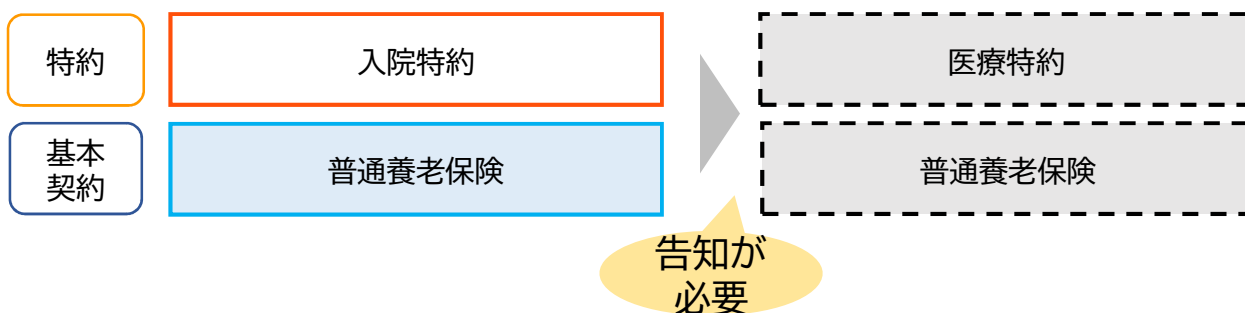 特約
入院特約
医療特約
基本
契約
普通養老保険
普通養老保険
告知が
必要